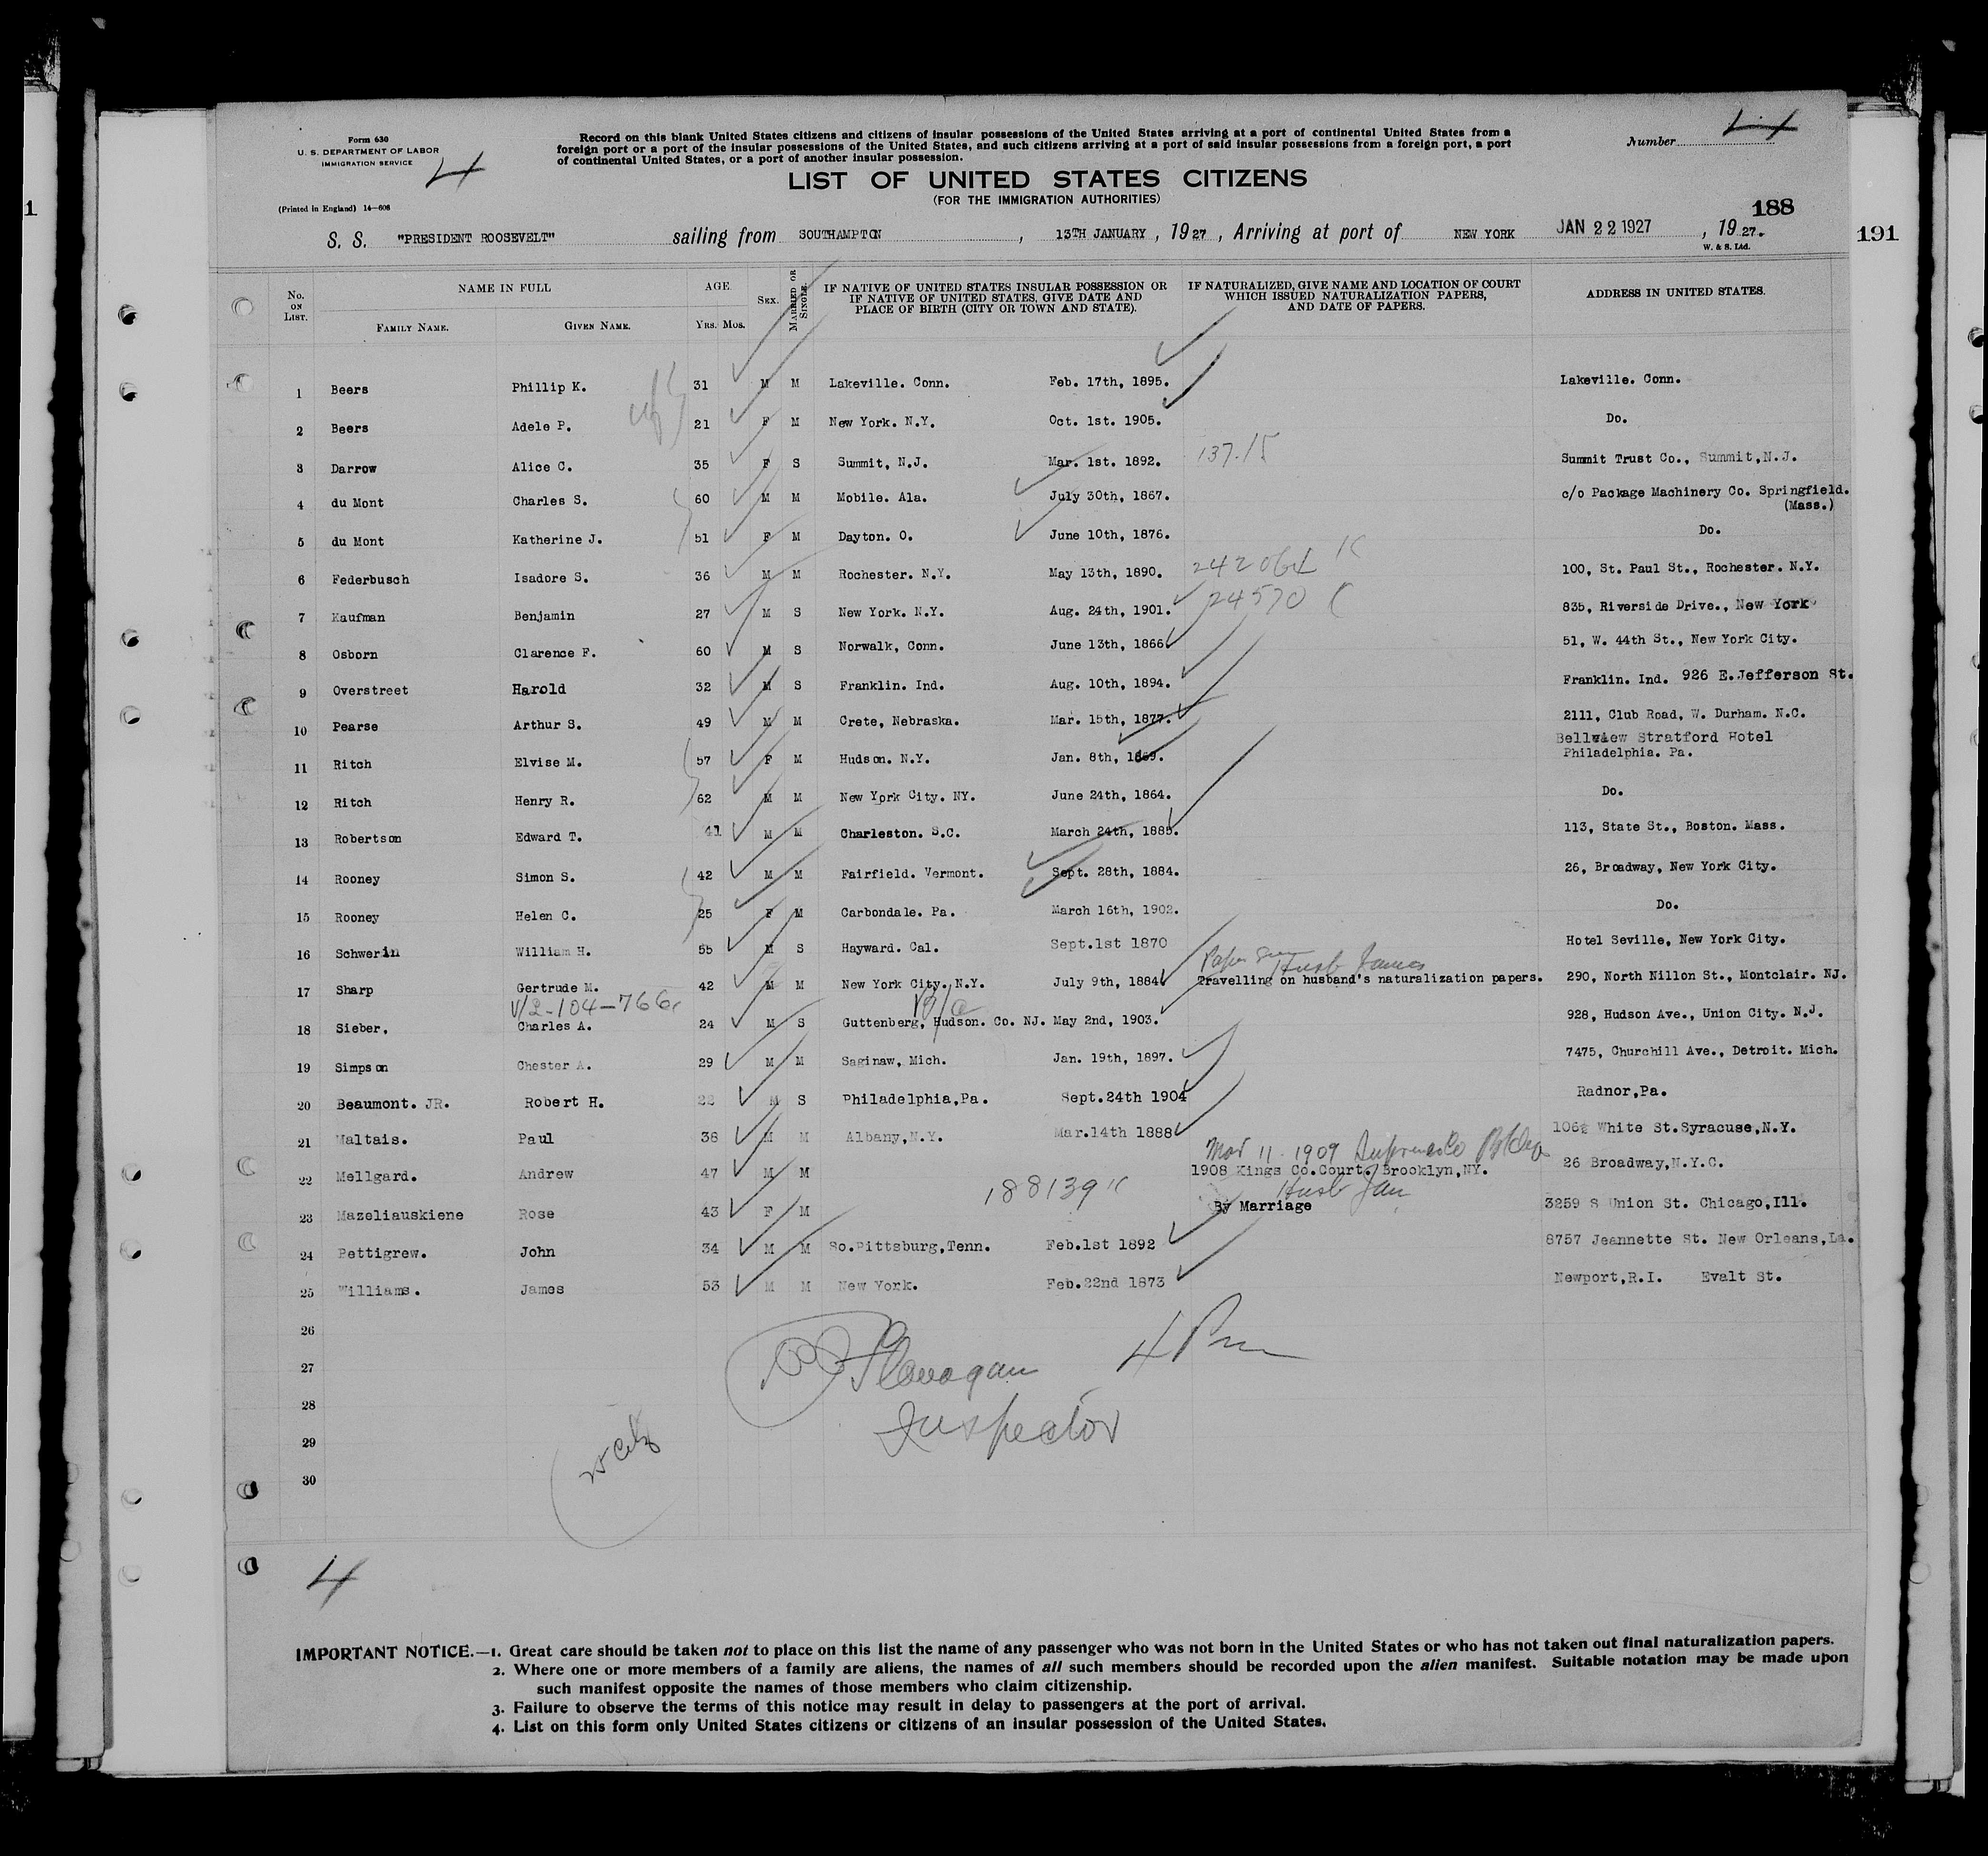 Form 630
U. S. DEPARTMENT OF LABOR
IMMIGRATION SERVICE
4
(Printed in England) 14—608
Record on this blank United States citizens and citizens of insular possessions of the United States arriving at a port of continental United States from a
foreign port or a port of the insular possessions of the United States, and such citizens arriving at a port of said insular possessions from a foreign port, a port
of continental United States, or a port of another insular possession.
Number
LIST OF UNITED STATES CITIZENS
(FOR THE IMMIGRATION AUTHORITIES)
188
191
1
S. S. "PRESIDENT ROOSEVELT" sailing from SOUTHAMPTON, 13TH JANUARY, 1927, Arriving at port of NEW YORK JAN 22 1927, 1927.
W. & S. Ltd.
No. ON LIST. NAME IN FULL FAMILY NAME. GIVEN NAME. AGE YRS. MOS. SEX. MARRIED OR SINGLE. IF NATIVE OF UNITED STATES INSULAR POSSESSION OR IF NATIVE OF UNITED STATES, GIVE DATE AND PLACE OF BIRTH (CITY OR TOWN AND STATE). IF NATURALIZED, GIVE NAME AND LOCATION OF COURT WHICH ISSUED NATURALIZATION PAPERS, AND DATE OF PAPERS. ADDRESS IN UNITED STATES.
1 Beers Phillip K. 31 M M Lakeville. Conn. Feb. 17th, 1895. Lakeville. Conn.
2 Beers Adele P. 21 F M New York. N.Y. Oct. 1st. 1905. Do.
3 Darrow Alice C. 35 F S Summit, N.J. Mar. 1st. 1892. 137.15 Summit Trust Co., Summit,N.J.
4 du Mont Charles S. 60 M M Mobile. Ala. July 30th, 1867. c/o Package Machinery Co. Springfield.
(Mass.)
5 du Mont Katherine J. 51 F M Dayton. O. June 10th, 1876. Do.
6 Federbusch Isadore S. 36 M M Rochester. N.Y. May 13th, 1890. 100, St. Paul St., Rochester. N.Y.
7 Kaufman Benjamin 27 M S New York. N.Y. Aug. 24th, 1901. 24570 835, Riverside Drive., New York
8 Osborn Clarence F. 60 M S Norwalk, Conn. June 13th, 1866 51, W. 44th St., New York City.
9 Overstreet Harold 32 M S Franklin. Ind. Aug. 10th, 1894. Franklin. Ind. 926 E.Jefferson St.
10 Pearse Arthur S. 49 M M Crete, Nebraska. Mar. 15th, 1877. 2111, Club Road, W. Durham. N.C.
Bellview Stratford Hotel
11 Ritch Elvise M. 57 F M Hudson. N.Y. Jan. 8th, 1869. Philadelphia. Pa.
12 Ritch Henry R. 62 M M New York City. NY. June 24th, 1864. Do.
13 Robertson Edward T. 41 M M Charleston. S.C. March 24th, 1885. 113, State St., Boston. Mass.
14 Rooney Simon S. 42 M M Fairfield. Vermont. Sept. 28th, 1884. 26, Broadway, New York City.
15 Rooney Helen C. 25 F M Carbondale. Pa. March 16th, 1902. Do.
16 Schwerin William H. 55 M S Hayward. Cal. Sept.1st 1870 Hotel Seville, New York City.
Husb James
17 Sharp Gertrude M. 42 M M New York City. N.Y. July 9th, 1884 Travelling on husband's naturalization papers. 290, North Nillon St., Montclair. NJ.
V/2-104-766
18 Sieber, Charles A. 24 M S Guttenberg, Hudson. Co. NJ. May 2nd, 1903. 928, Hudson Ave., Union City. N.J.
19 Simpson Chester A. 29 M M Saginaw, Mich. Jan. 19th, 1897. 7475, Churchill Ave., Detroit. Mich.
20 Beaumont. JR. Robert H. 22 M S Philadelphia,Pa. Sept.24th 1904 Radnor,Pa.
21 Maltais. Paul 38 M M Albany,N.Y. Mar.14th 1888 White St.Syracuse,N.Y.
Mar 11. 1909
22 Mellgard. Andrew 47 M M 1908 Kings Co.Court. Brooklyn,NY. 26 Broadway,N.Y.C.
188139 Husb Jan
23 Mazeliauskiene Rose 43 F M By Marriage 3259 S Union St. Chicago,Ill.
24 Pettigrew. John 34 M M So.Pittsburg,Tenn. Feb.1st 1892 8757 Jeannette St. New Orleans,La.
25 Williams. James 53 M M New York. Feb.22nd 1873 Newport,R.I. Evalt St.
26
27 Flanagan 4 Pm
28
29 Inspector
30
4
IMPORTANT NOTICE.—1. Great care should be taken not to place on this list the name of any passenger who was not born in the United States or who has not taken out final naturalization papers.
2. Where one or more members of a family are aliens, the names of all such members should be recorded upon the alien manifest. Suitable notation may be made upon
such manifest opposite the names of those members who claim citizenship.
3. Failure to observe the terms of this notice may result in delay to passengers at the port of arrival.
4. List on this form only United States citizens or citizens of an insular possession of the United States.